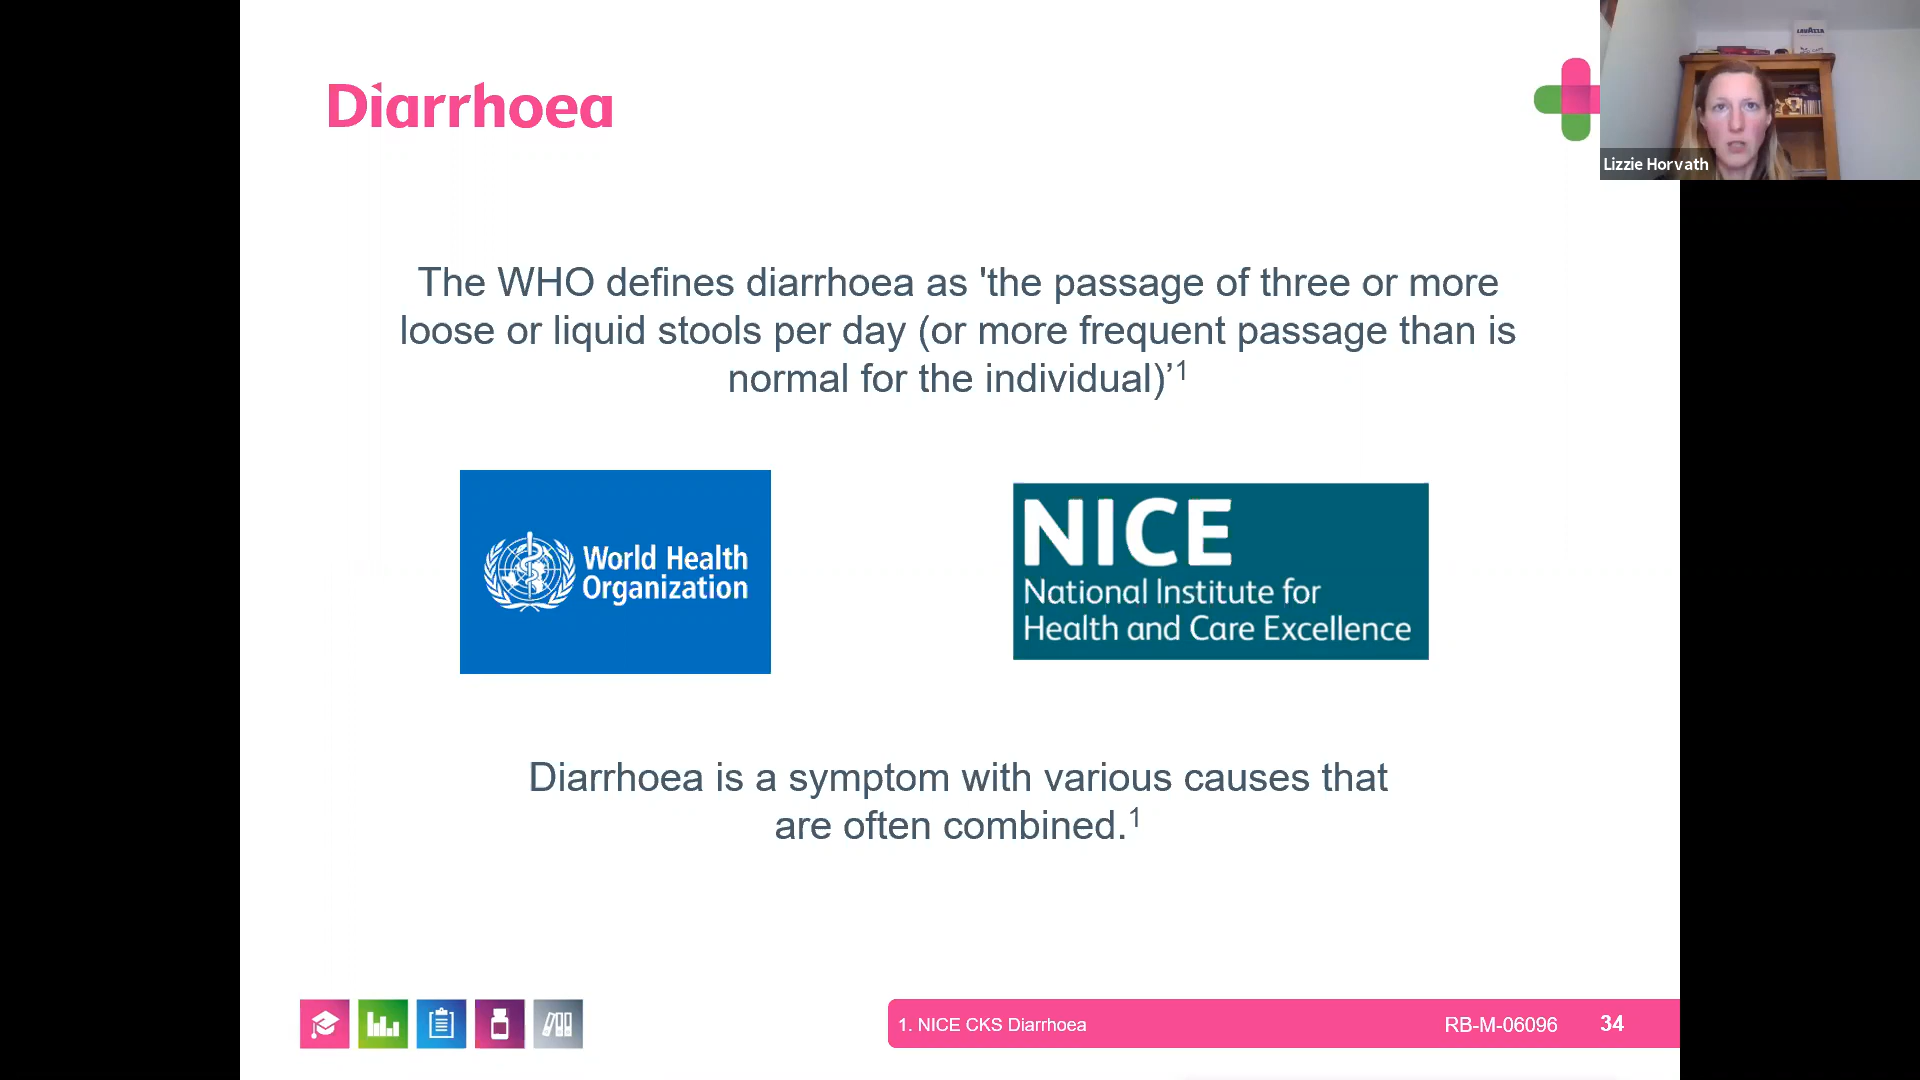 Diarrhoea
LAVAZZA
Lizzie Horvath
The WHO defines diarrhoea as 'the passage of three or more
loose or liquid stools per day (or more frequent passage than is
normal for the individual)’1
World Health
Organization
NICE
National Institute for
Health and Care Excellence
Diarrhoea is a symptom with various causes that
are often combined.1
1. NICE CKS Diarrhoea
RB-M-06096
34